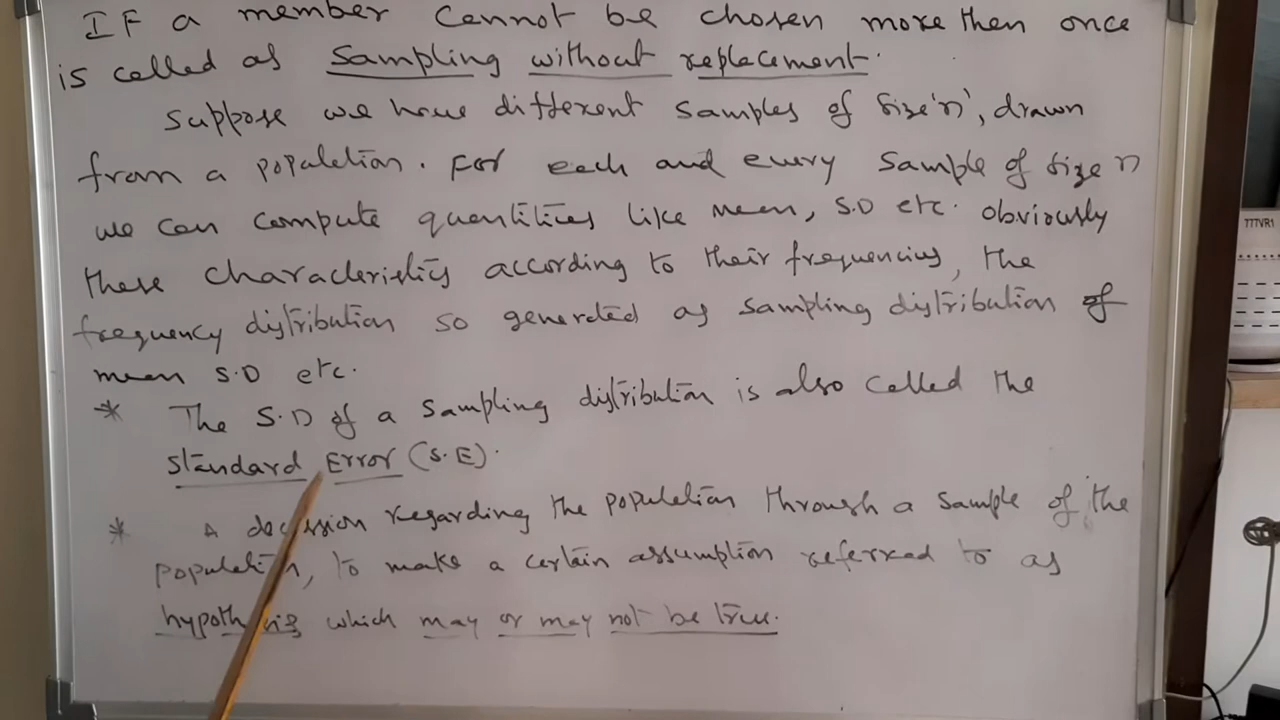 IF a member cannot be chosen more then once
is called as sampling without replacement.
Suppose we have different samples of size 'n', drawn
from a population. For each and every sample of size n
we can compute quantities like mean, S.D etc. obviously
these characteristics according to their frequencies, the
frequency distribution so generated as sampling distribution of
mean S.D etc.
* The S.D of a sampling distribution is also called the
standard Error (S.E).
* A decission regarding the population through a sample of the
population, to make a certain assumption referred to as
hypothesis which may or may not be true.
777VR1